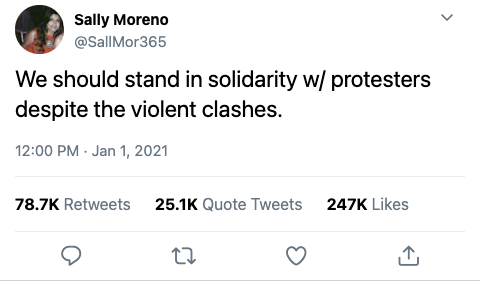 Sally Moreno
@SallMor365
We should stand in solidarity w/ protesters
despite the violent clashes.
12:00 PM · Jan 1, 2021
78.7K Retweets 25.1K Quote Tweets 247K Likes